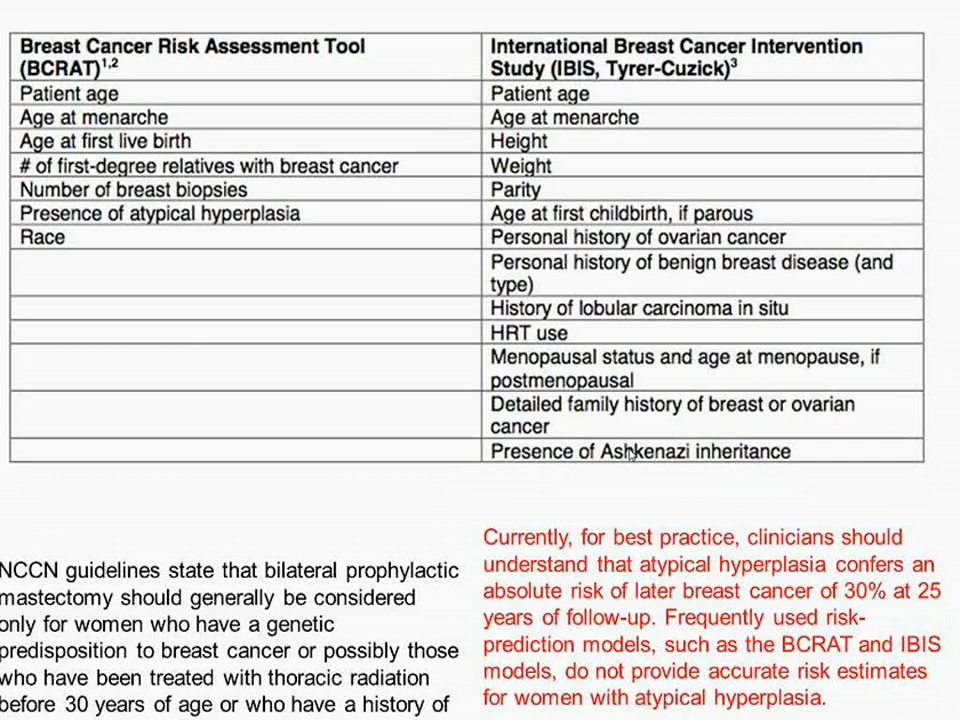 Breast Cancer Risk Assessment Tool
(BCRAT)1,2
International Breast Cancer Intervention
Study (IBIS, Tyrer-Cuzick)3
Patient age
Patient age
Age at menarche
Age at menarche
Age at first live birth
Height
# of first-degree relatives with breast cancer
Weight
Number of breast biopsies
Parity
Presence of atypical hyperplasia
Age at first childbirth, if parous
Race
Personal history of ovarian cancer
Personal history of benign breast disease (and
type)
History of lobular carcinoma in situ
HRT use
Menopausal status and age at menopause, if
postmenopausal
Detailed family history of breast or ovarian
cancer
Presence of Ashkenazi inheritance
NCCN guidelines state that bilateral prophylactic
mastectomy should generally be considered
only for women who have a genetic
predisposition to breast cancer or possibly those
who have been treated with thoracic radiation
before 30 years of age or who have a history of
Currently, for best practice, clinicians should
understand that atypical hyperplasia confers an
absolute risk of later breast cancer of 30% at 25
years of follow-up. Frequently used risk-
prediction models, such as the BCRAT and IBIS
models, do not provide accurate risk estimates
for women with atypical hyperplasia.